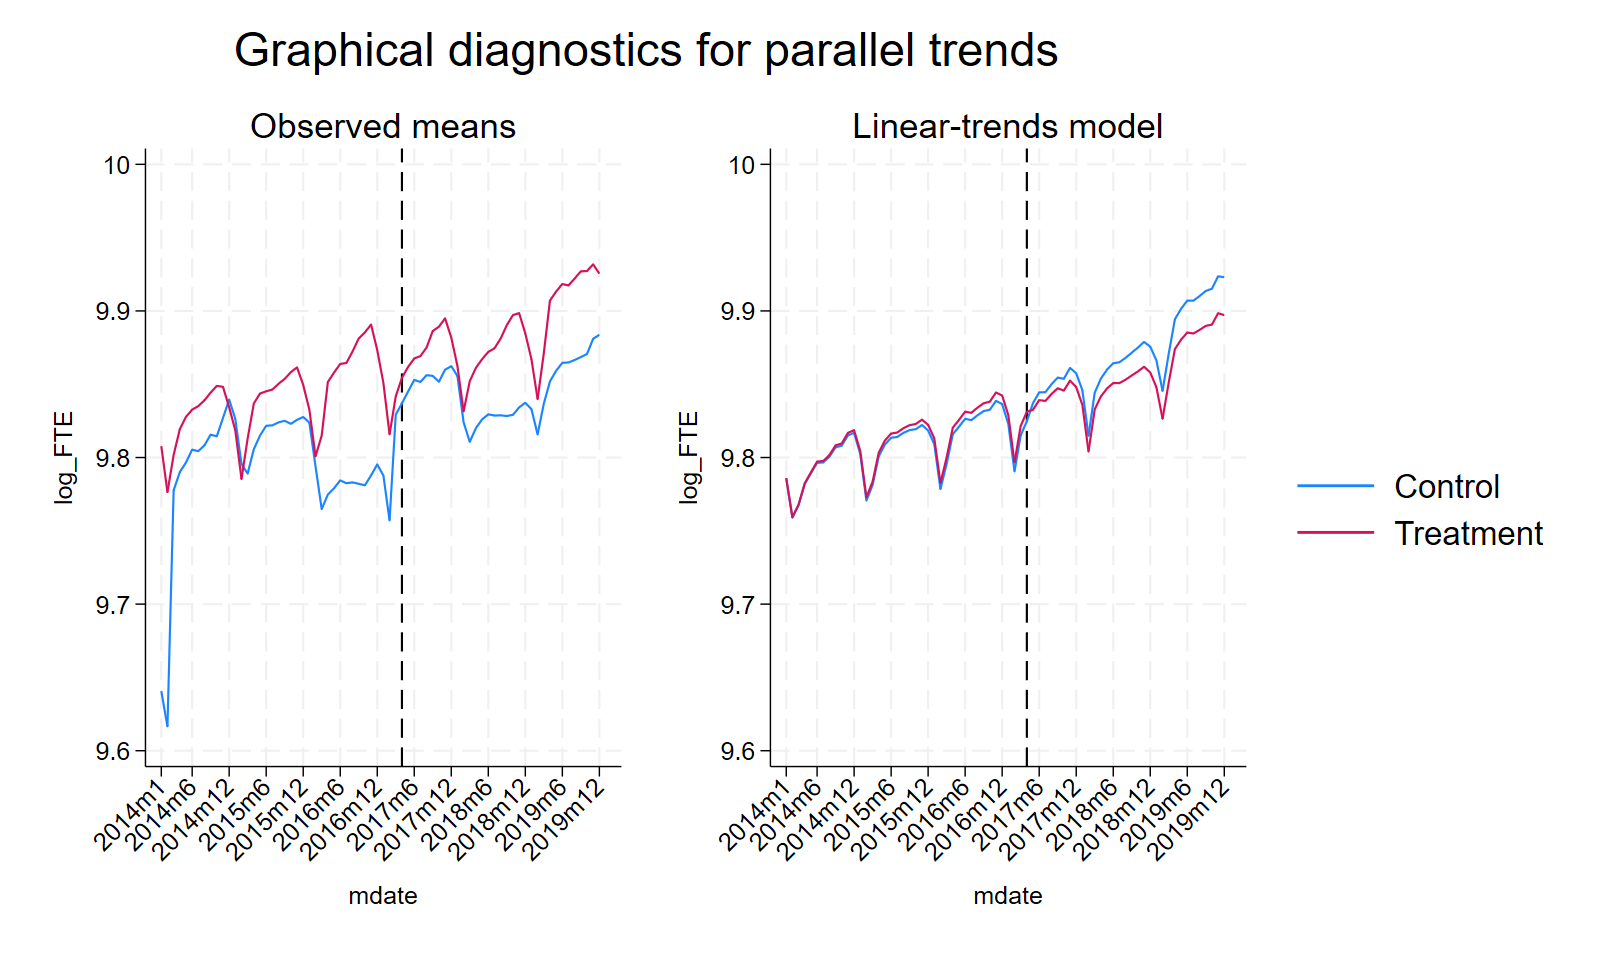 Graphical diagnostics for parallel trends
Observed means
log_FTE
10
9.9
9.8
9.7
9.6
2014m1
2014m6
2014m12
2015m6
2015m12
2016m6
2016m12
2017m6
2017m12
2018m6
2018m12
2019m6
2019m12
mdate
Linear-trends model
log_FTE
10
9.9
9.8
9.7
9.6
2014m1
2014m6
2014m12
2015m6
2015m12
2016m6
2016m12
2017m6
2017m12
2018m6
2018m12
2019m6
2019m12
mdate
Control
Treatment